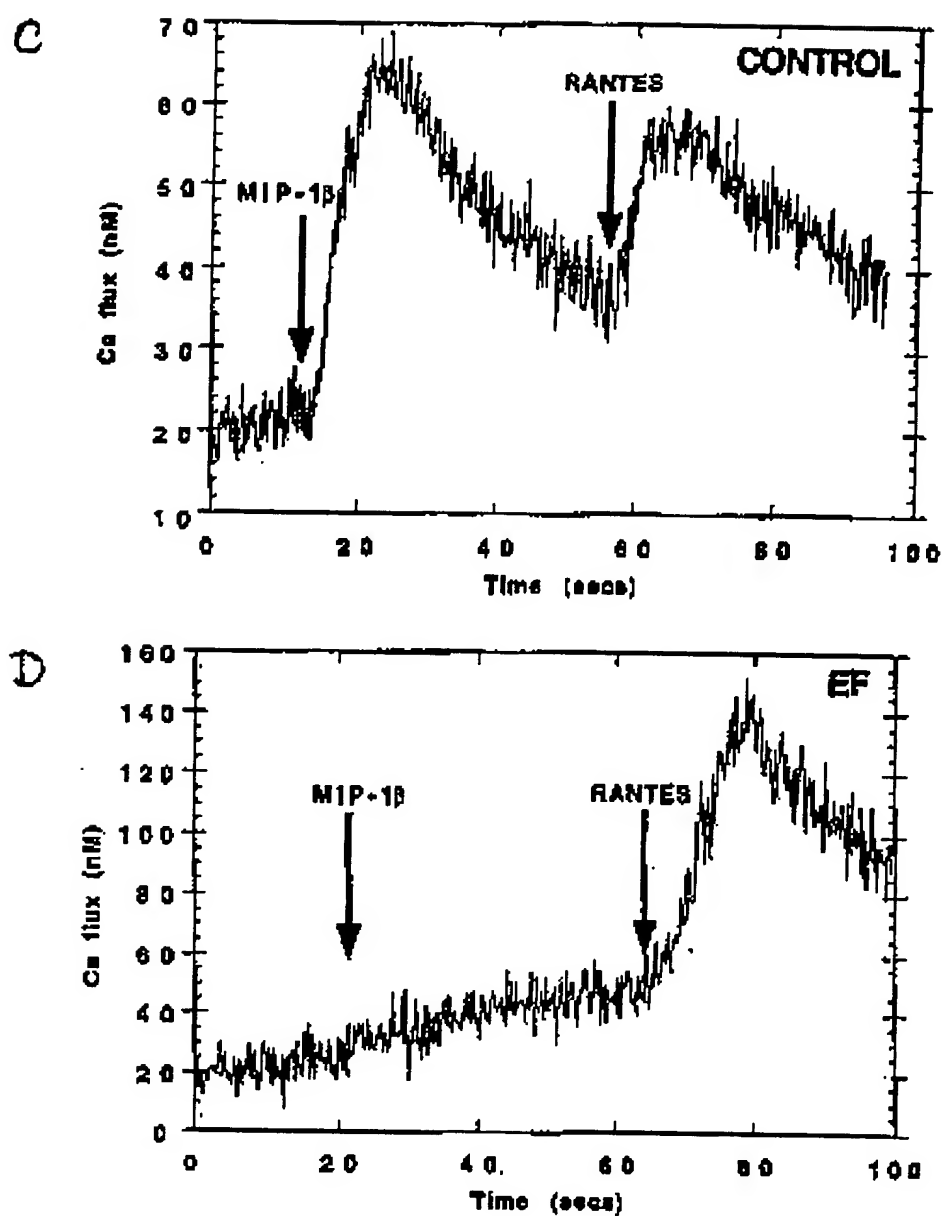 C
CONTROL
RANTES
MIP-1β
Ca flux (nM)
70
60
50
40
30
20
10
0 20 40 60 80 100
Time (secs)
D
EF
MIP-1β
RANTES
Ca flux (nM)
160
140
120
100
80
60
40
20
0
0 20 40. 60 80 100
Time (secs)